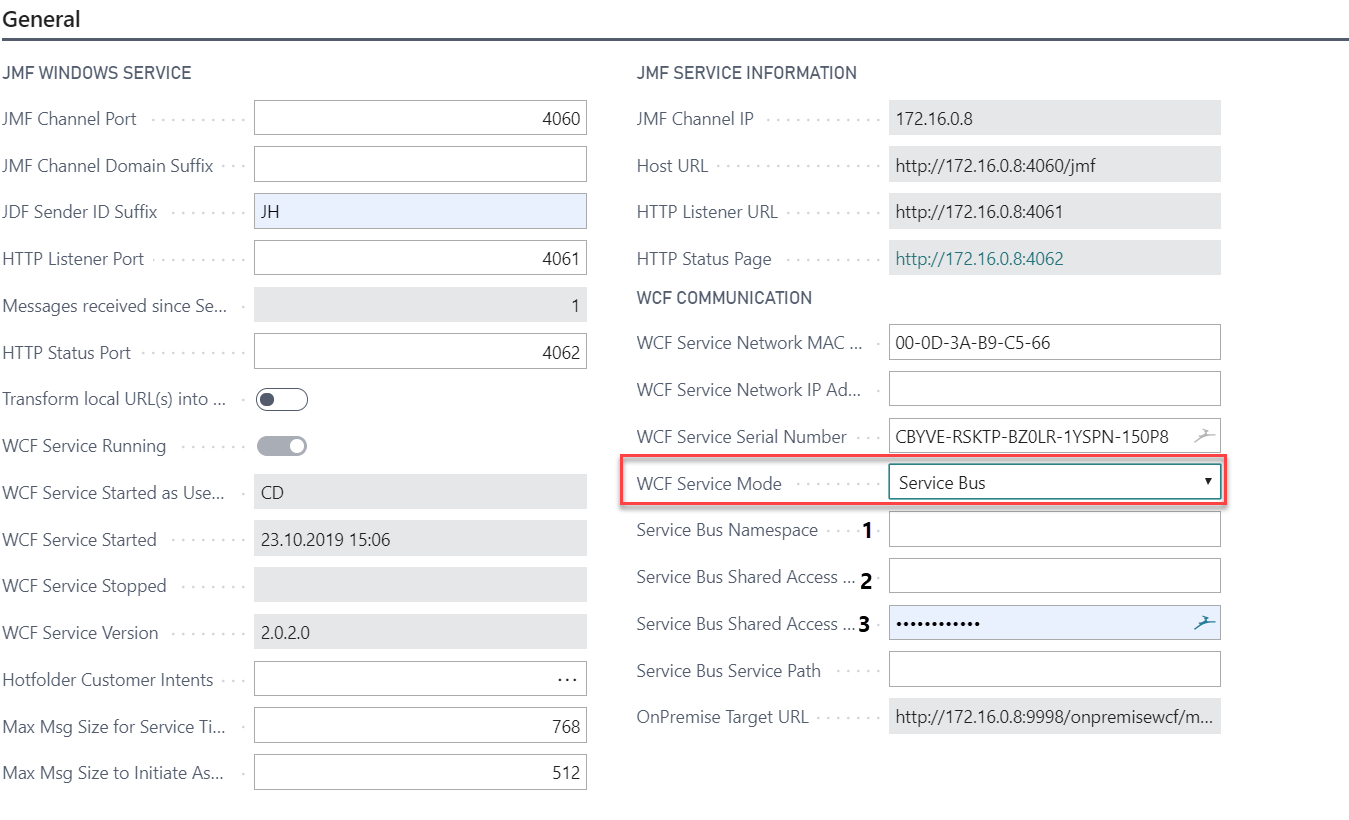 General
JMF WINDOWS SERVICE
JMF Channel Port 4060
JMF Channel Domain Suffix
JDF Sender ID Suffix JH
HTTP Listener Port 4061
Messages received since Se... 1
HTTP Status Port 4062
Transform local URL(s) into ...
WCF Service Running
WCF Service Started as Use... CD
WCF Service Started 23.10.2019 15:06
WCF Service Stopped
WCF Service Version 2.0.2.0
Hotfolder Customer Intents ...
Max Msg Size for Service Ti... 768
Max Msg Size to Initiate As... 512
JMF SERVICE INFORMATION
JMF Channel IP 172.16.0.8
Host URL http://172.16.0.8:4060/jmf
HTTP Listener URL http://172.16.0.8:4061
HTTP Status Page http://172.16.0.8:4062
WCF COMMUNICATION
WCF Service Network MAC ... 00-0D-3A-B9-C5-66
WCF Service Network IP Ad...
WCF Service Serial Number CBYVE-RSKTP-BZ0LR-1YSPN-150P8
WCF Service Mode Service Bus
Service Bus Namespace 1
Service Bus Shared Access ... 2
Service Bus Shared Access ... 3 ••••••••••••
Service Bus Service Path
OnPremise Target URL http://172.16.0.8:9998/onpremisewcf/m...